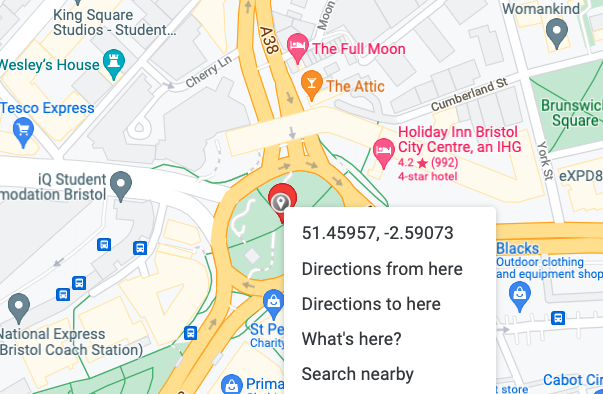 King Square
Studios - Student...
Moon
Womankind
A38
The Full Moon
Wesley's House
Cherry Ln
The Attic
Cumberland St
Tesco Express
Brunswick
Square
Holiday Inn Bristol
City Centre, an IHG
4.2 ★ (992)
4-star hotel
York St
eXPD8
iQ Student
modation Bristol
51.45957, -2.59073
Directions from here
Directions to here
What's here?
Search nearby
Blacks
Outdoor clothing
and equipment shop
National Express
(Bristol Coach Station)
St Pe
Charity
Prima
t store
Cabot Cir